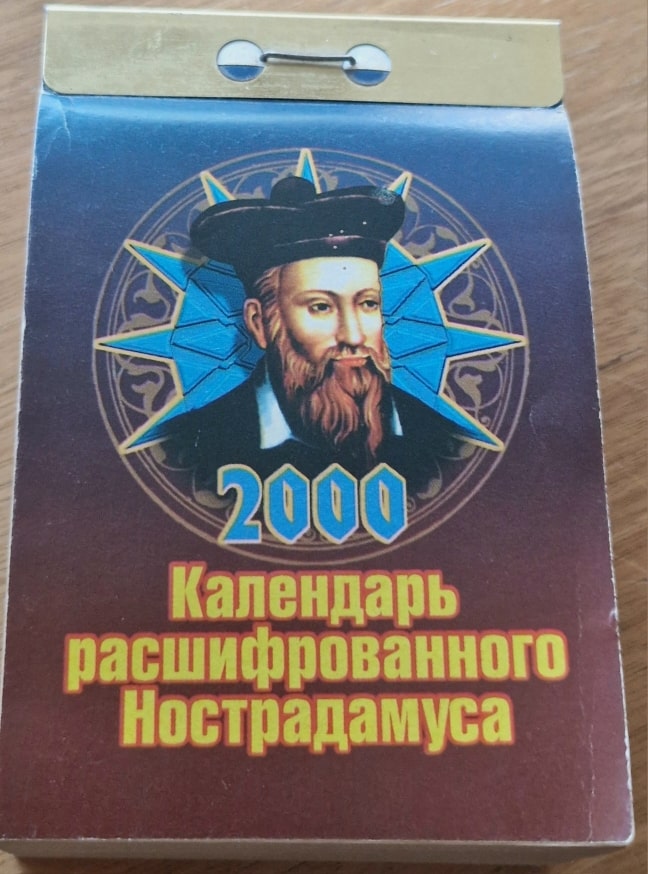 2000
Календарь
расшифрованного
Нострадамуса